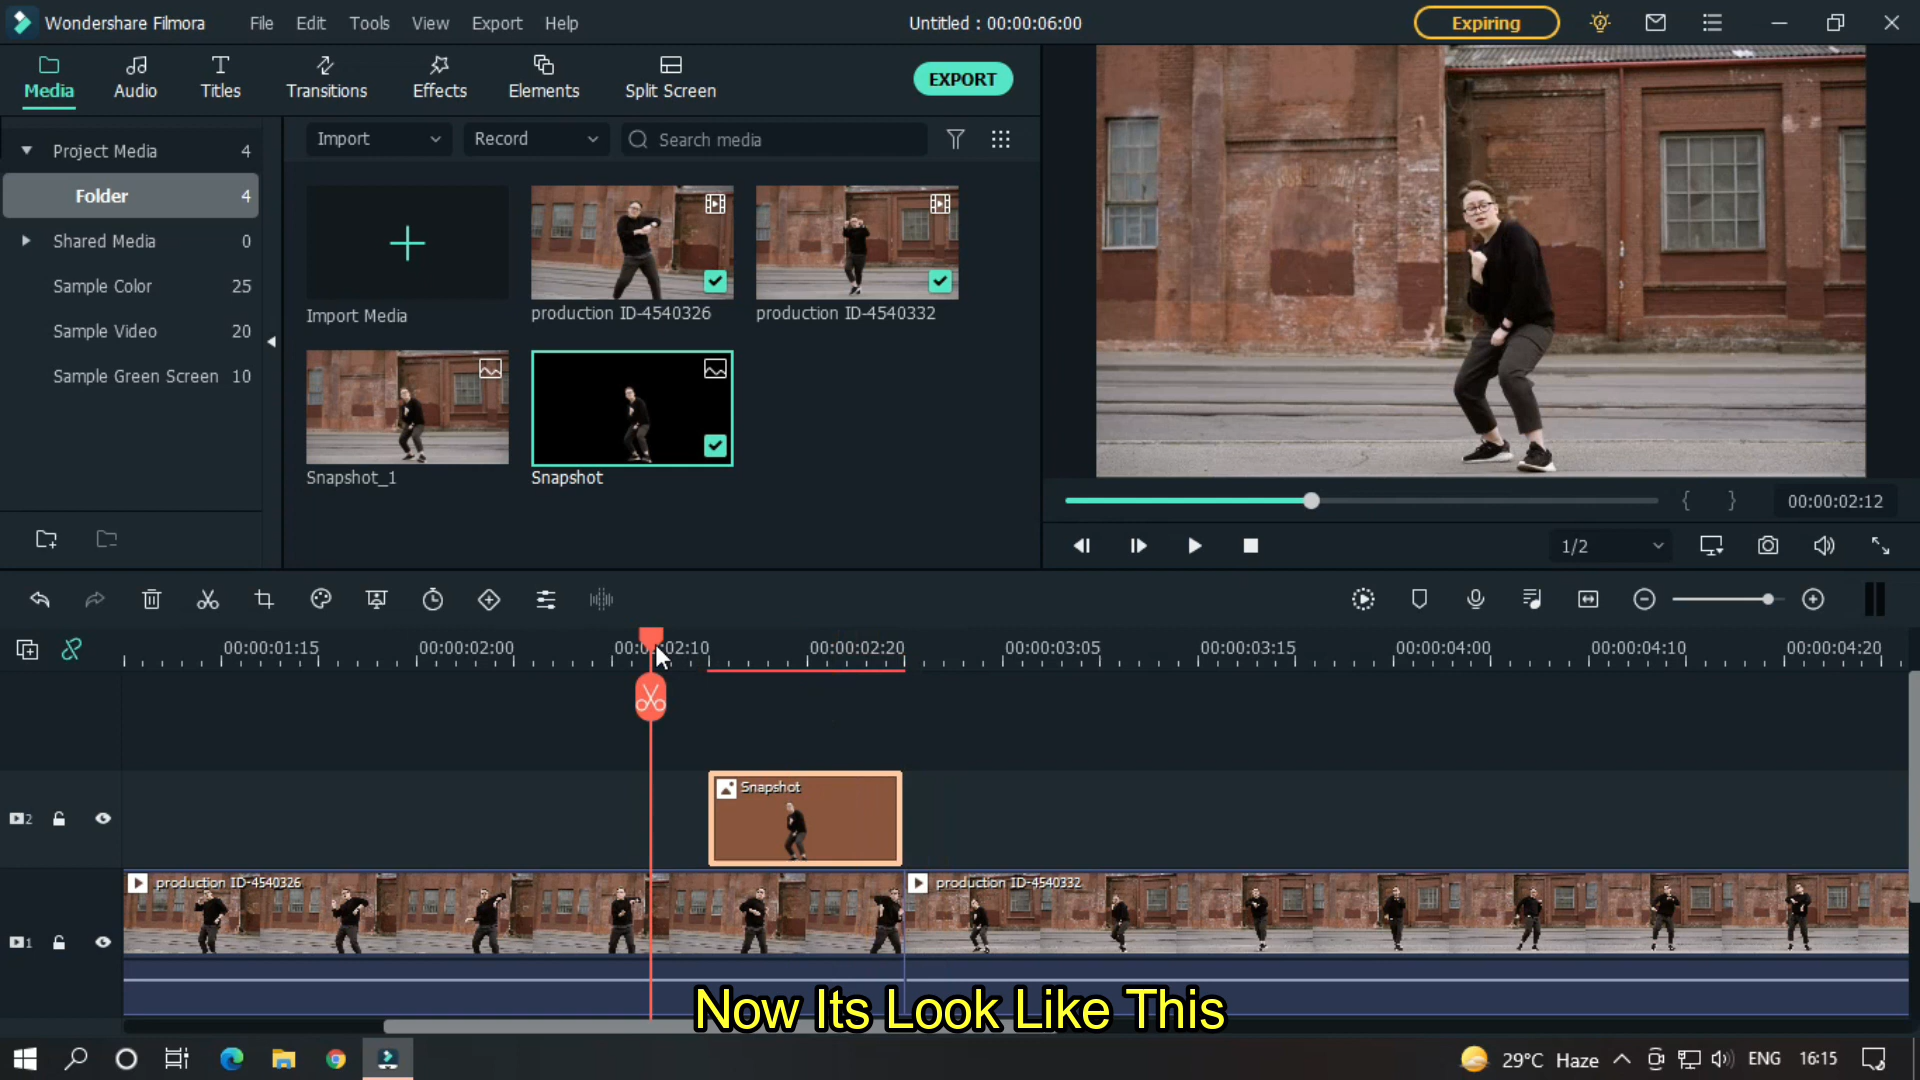 Wondershare Filmora
File Edit Tools View Export Help
Untitled : 00:00:06:00
Expiring
Media
Audio
Titles
Transitions
Effects
Elements
Split Screen
EXPORT
Project Media 4
Folder 4
Shared Media 0
Sample Color 25
Sample Video 20
Sample Green Screen 10
Import
Record
Search media
Import Media
production ID-4540326
production ID-4540332
Snapshot_1
Snapshot
{ }
00:00:02:12
1/2
00:00:01:15
00:00:02:00
00:00:02:10
00:00:02:20
00:00:03:05
00:00:03:15
00:00:04:00
00:00:04:10
00:00:04:20
2
Snapshot
1
production ID-4540326
production ID-4540332
Now Its Look Like This
29°C Haze
ENG
16:15